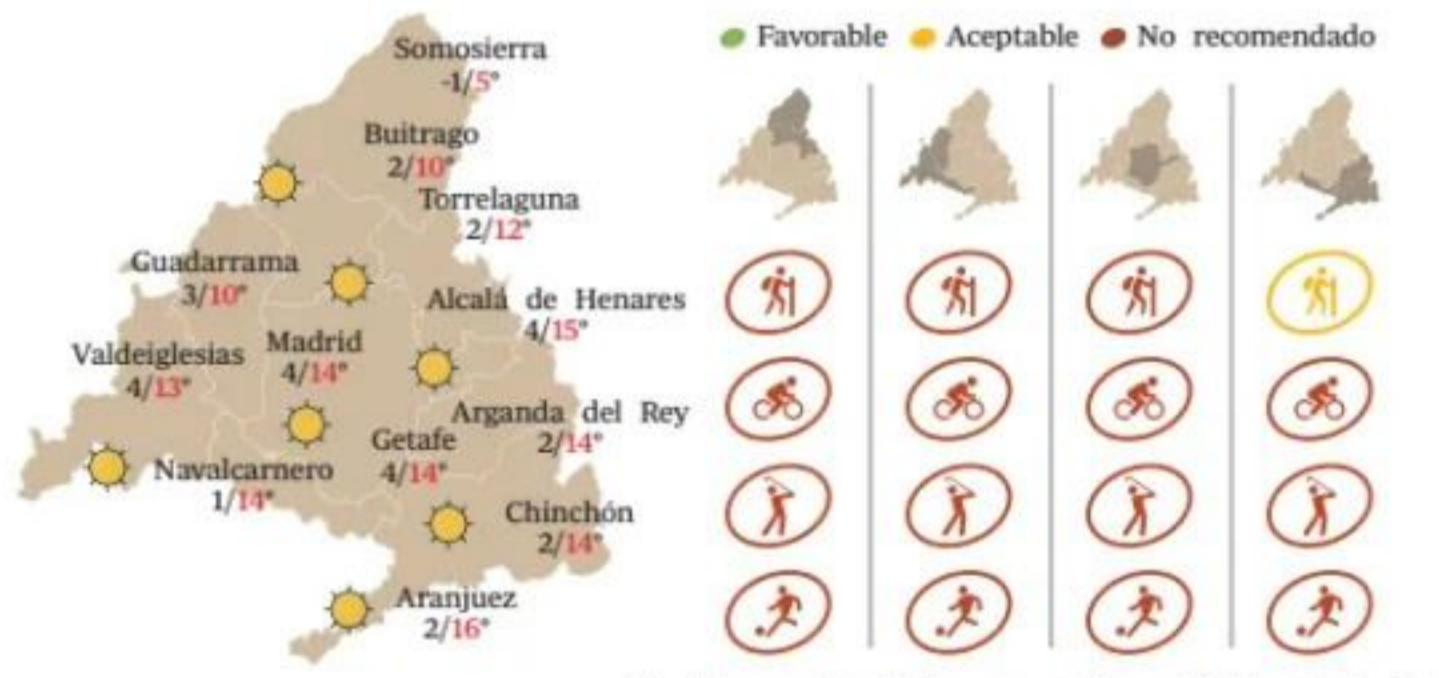 Somosierra
-1/5°
Buitrago
2/10°
Torrelaguna
2/12°
Guadarrama
3/10°
Alcalá de Henares
4/15°
Valdeiglesias
4/13°
Madrid
4/14°
Arganda del Rey
2/14°
Getafe
4/14°
Navalcarnero
1/14°
Chinchón
2/14°
Aranjuez
2/16°
Favorable Aceptable No recomendado